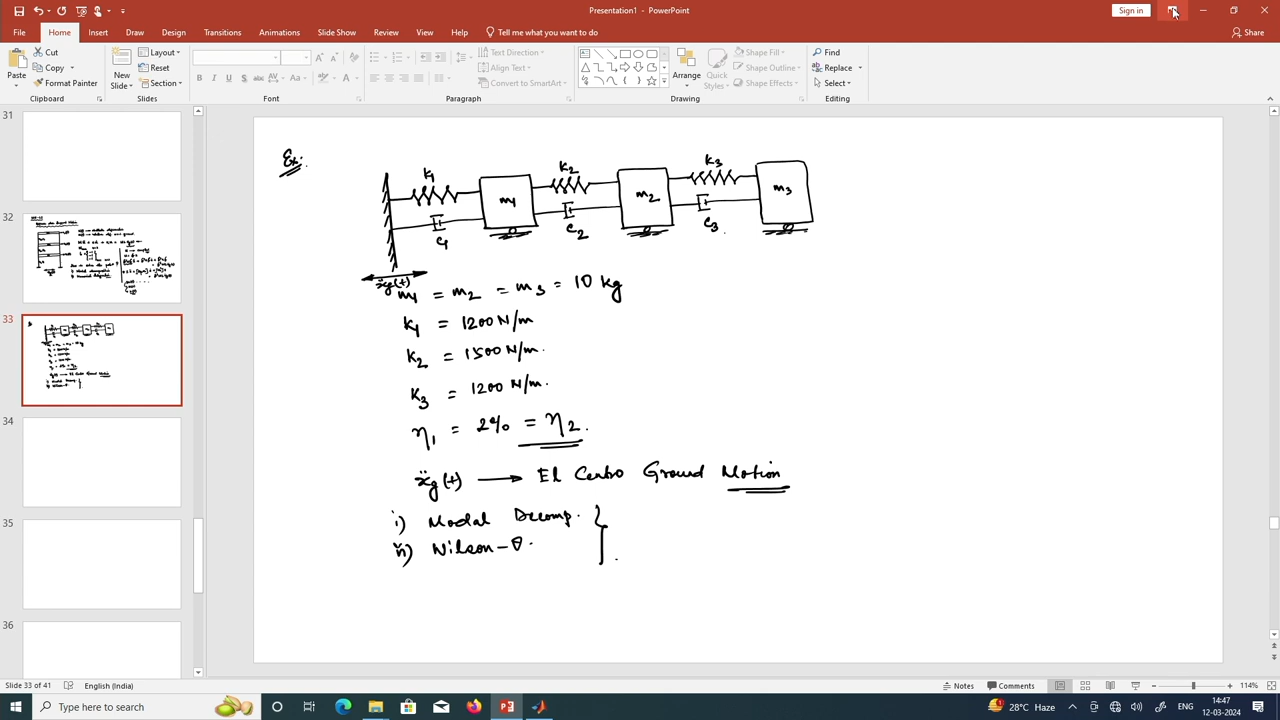 Presentation1 - PowerPoint
Sign in
File Home Insert Draw Design Transitions Animations Slide Show Review View Help Tell me what you want to do Share
Paste Cut Copy Format Painter
New Slide Layout Reset Section
Text Direction Align Text Convert to SmartArt
Arrange Quick Styles Shape Fill Shape Outline Shape Effects
Find Replace Select
Clipboard Slides Font Paragraph Drawing Editing
31
32
33
34
35
36
Ex:
k1 k2 k3
m1 m2 m3
c1 c2 c3
ẍg(t)
m1 = m2 = m3 = 10 kg
k1 = 1200 N/m
k2 = 1500 N/m.
k3 = 1200 N/m.
η1 = 2% = η2.
ẍg(t) → El Centro Ground Motion
i) Modal Decomp.
ii) Wilson-θ.
Slide 33 of 41 English (India) Notes Comments 114%
Type here to search 28°C Haze ENG 14:47
12-03-2024